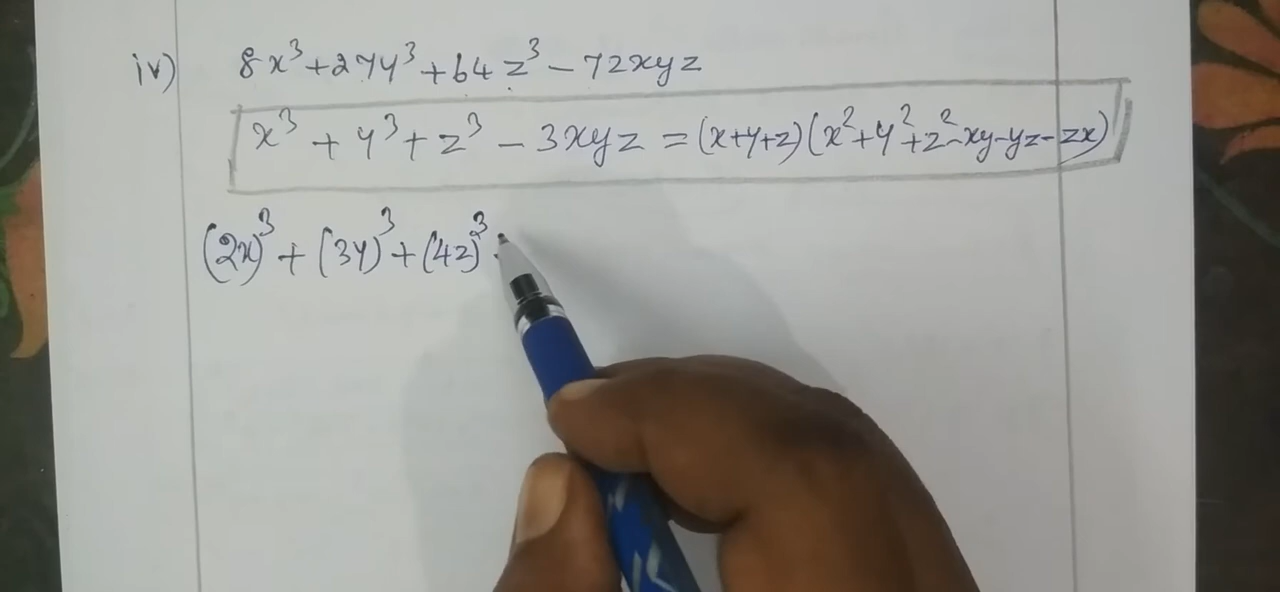 iv) 8x³+27y³+64z³-72xyz
x³+y³+z³-3xyz=(x+y+z)(x²+y²+z²-xy-yz-zx)
(2x)³+(3y)³+(4z)³-